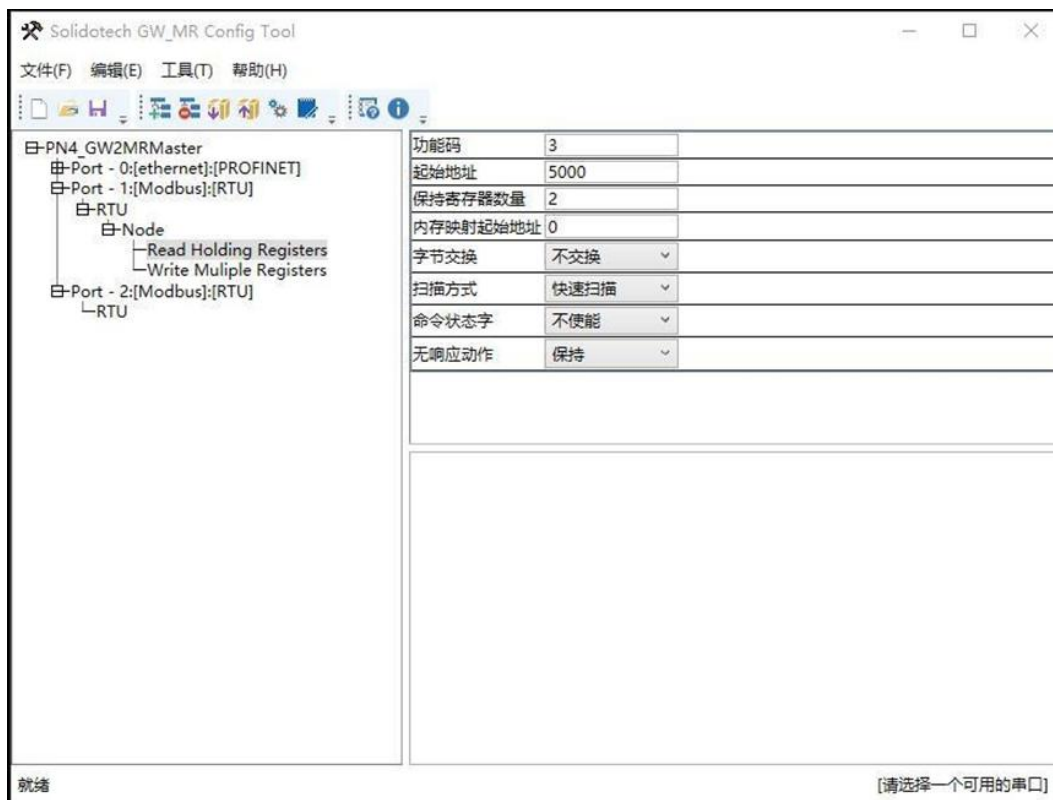 Solidotech GW_MR Config Tool
文件(F) 编辑(E) 工具(T) 帮助(H)
PN4_GW2MRMaster
Port - 0:[ethernet]:[PROFINET]
Port - 1:[Modbus]:[RTU]
RTU
Node
Read Holding Registers
Write Muliple Registers
Port - 2:[Modbus]:[RTU]
RTU
功能码 3
起始地址 5000
保持寄存器数量 2
内存映射起始地址 0
字节交换 不交换
扫描方式 快速扫描
命令状态字 不使能
无响应动作 保持
就绪 [请选择一个可用的串口]